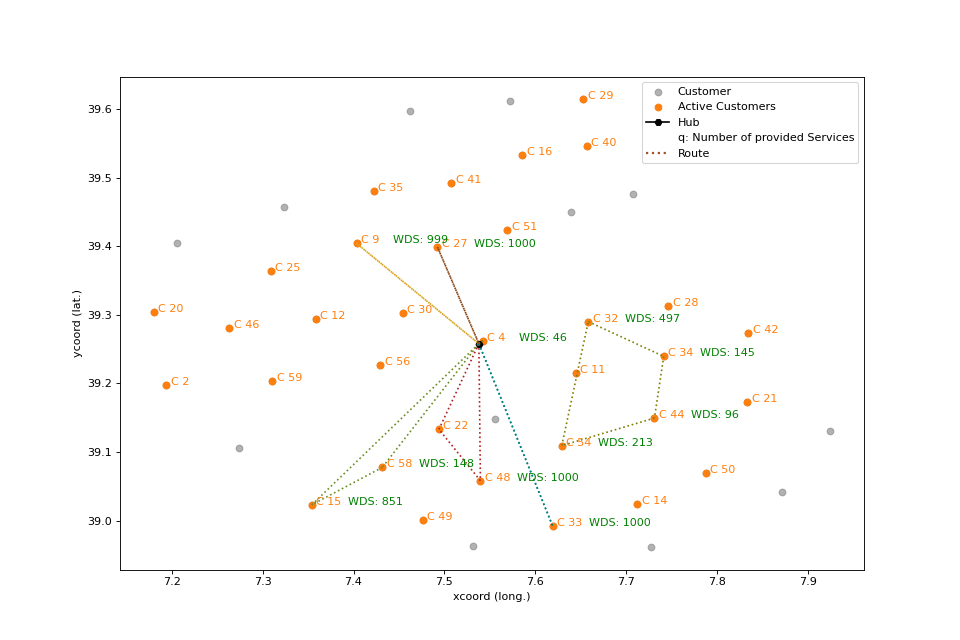 Customer
Active Customers
Hub
q: Number of provided Services
Route
39.6
39.5
39.4
39.3
39.2
39.1
39.0
ycoord (lat.)
C 29
C 40
C 16
C 41
C 35
C 51
C 9 WDS: 999
C 27 WDS: 1000
C 25
C 20
C 46
C 12
C 30
C 28
C 32 WDS: 497
C 42
C 4 WDS: 46
C 34 WDS: 145
C 56
C 11
C 2
C 59
C 21
C 44 WDS: 96
C 22
C 54 WDS: 213
C 58 WDS: 148
C 48 WDS: 1000
C 50
C 15 WDS: 851
C 14
C 49
C 33 WDS: 1000
7.2 7.3 7.4 7.5 7.6 7.7 7.8 7.9
xcoord (long.)